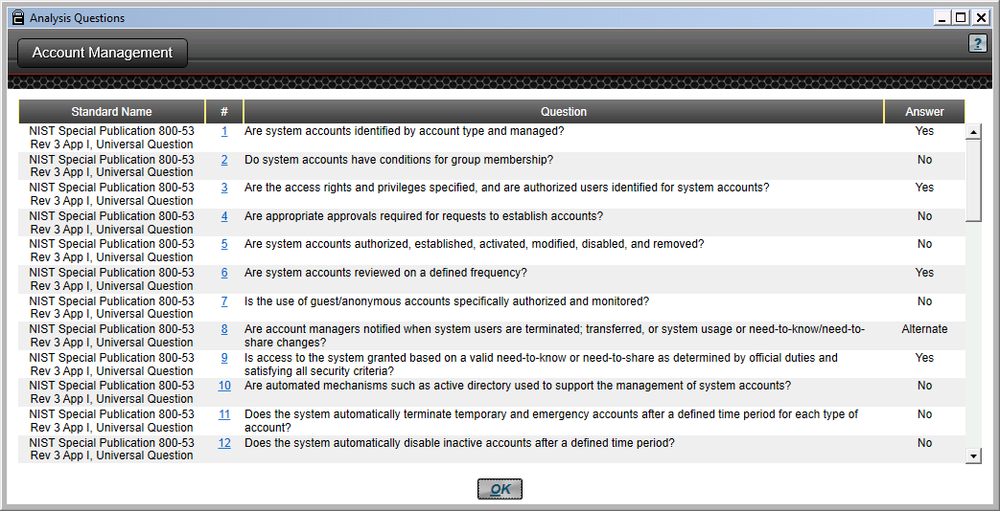 Analysis Questions
Account Management
?
Standard Name # Question Answer
NIST Special Publication 800-53 1 Are system accounts identified by account type and managed? Yes
Rev 3 App I, Universal Question
NIST Special Publication 800-53 2 Do system accounts have conditions for group membership? No
Rev 3 App I, Universal Question
NIST Special Publication 800-53 3 Are the access rights and privileges specified, and are authorized users identified for system accounts? Yes
Rev 3 App I, Universal Question
NIST Special Publication 800-53 4 Are appropriate approvals required for requests to establish accounts? No
Rev 3 App I, Universal Question
NIST Special Publication 800-53 5 Are system accounts authorized, established, activated, modified, disabled, and removed? No
Rev 3 App I, Universal Question
NIST Special Publication 800-53 6 Are system accounts reviewed on a defined frequency? Yes
Rev 3 App I, Universal Question
NIST Special Publication 800-53 7 Is the use of guest/anonymous accounts specifically authorized and monitored? No
Rev 3 App I, Universal Question
NIST Special Publication 800-53 8 Are account managers notified when system users are terminated; transferred, or system usage or need-to-know/need-to- Alternate
Rev 3 App I, Universal Question share changes?
NIST Special Publication 800-53 9 Is access to the system granted based on a valid need-to-know or need-to-share as determined by official duties and Yes
Rev 3 App I, Universal Question satisfying all security criteria?
NIST Special Publication 800-53 10 Are automated mechanisms such as active directory used to support the management of system accounts? No
Rev 3 App I, Universal Question
NIST Special Publication 800-53 11 Does the system automatically terminate temporary and emergency accounts after a defined time period for each type of No
Rev 3 App I, Universal Question account?
NIST Special Publication 800-53 12 Does the system automatically disable inactive accounts after a defined time period? No
Rev 3 App I, Universal Question
OK